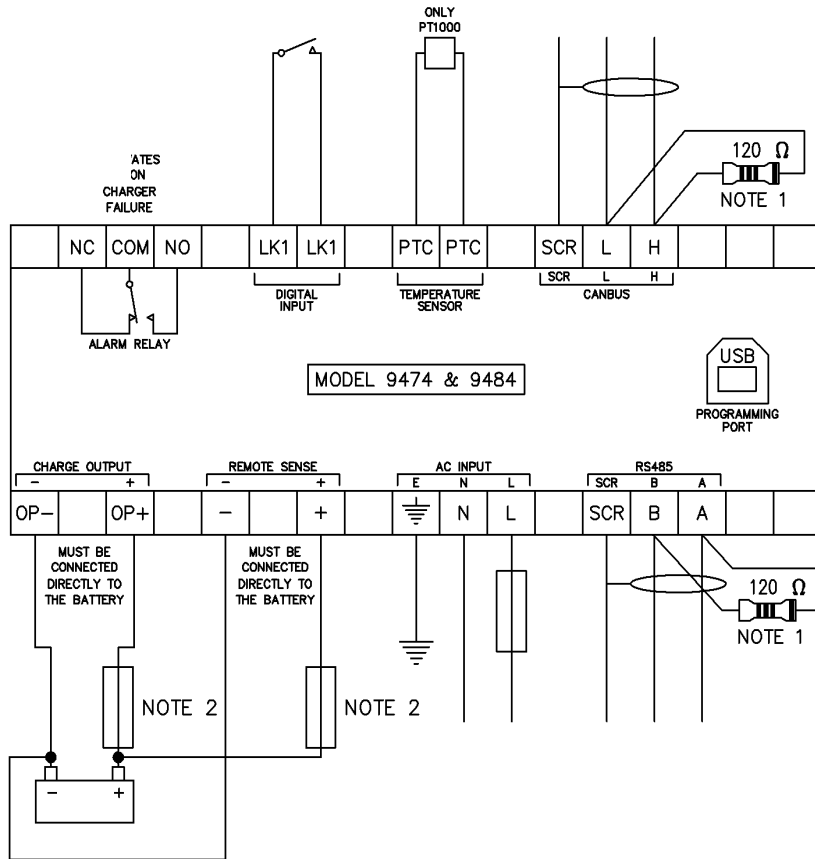 ONLY
PT1000
120 Ω
NOTE 1
ATES
ON
CHARGER
FAILURE
NC COM NO LK1 LK1 PTC PTC SCR L H
SCR L H
DIGITAL
INPUT
TEMPERATURE
SENSOR
CANBUS
ALARM RELAY
MODEL 9474 & 9484
USB
PROGRAMMING
PORT
CHARGE OUTPUT
- +
REMOTE SENSE
- +
AC INPUT
E N L
RS485
SCR B A
OP- OP+ - + N L SCR B A
MUST BE
CONNECTED
DIRECTLY TO
THE BATTERY
MUST BE
CONNECTED
DIRECTLY TO
THE BATTERY
120 Ω
NOTE 1
NOTE 2
NOTE 2
- +